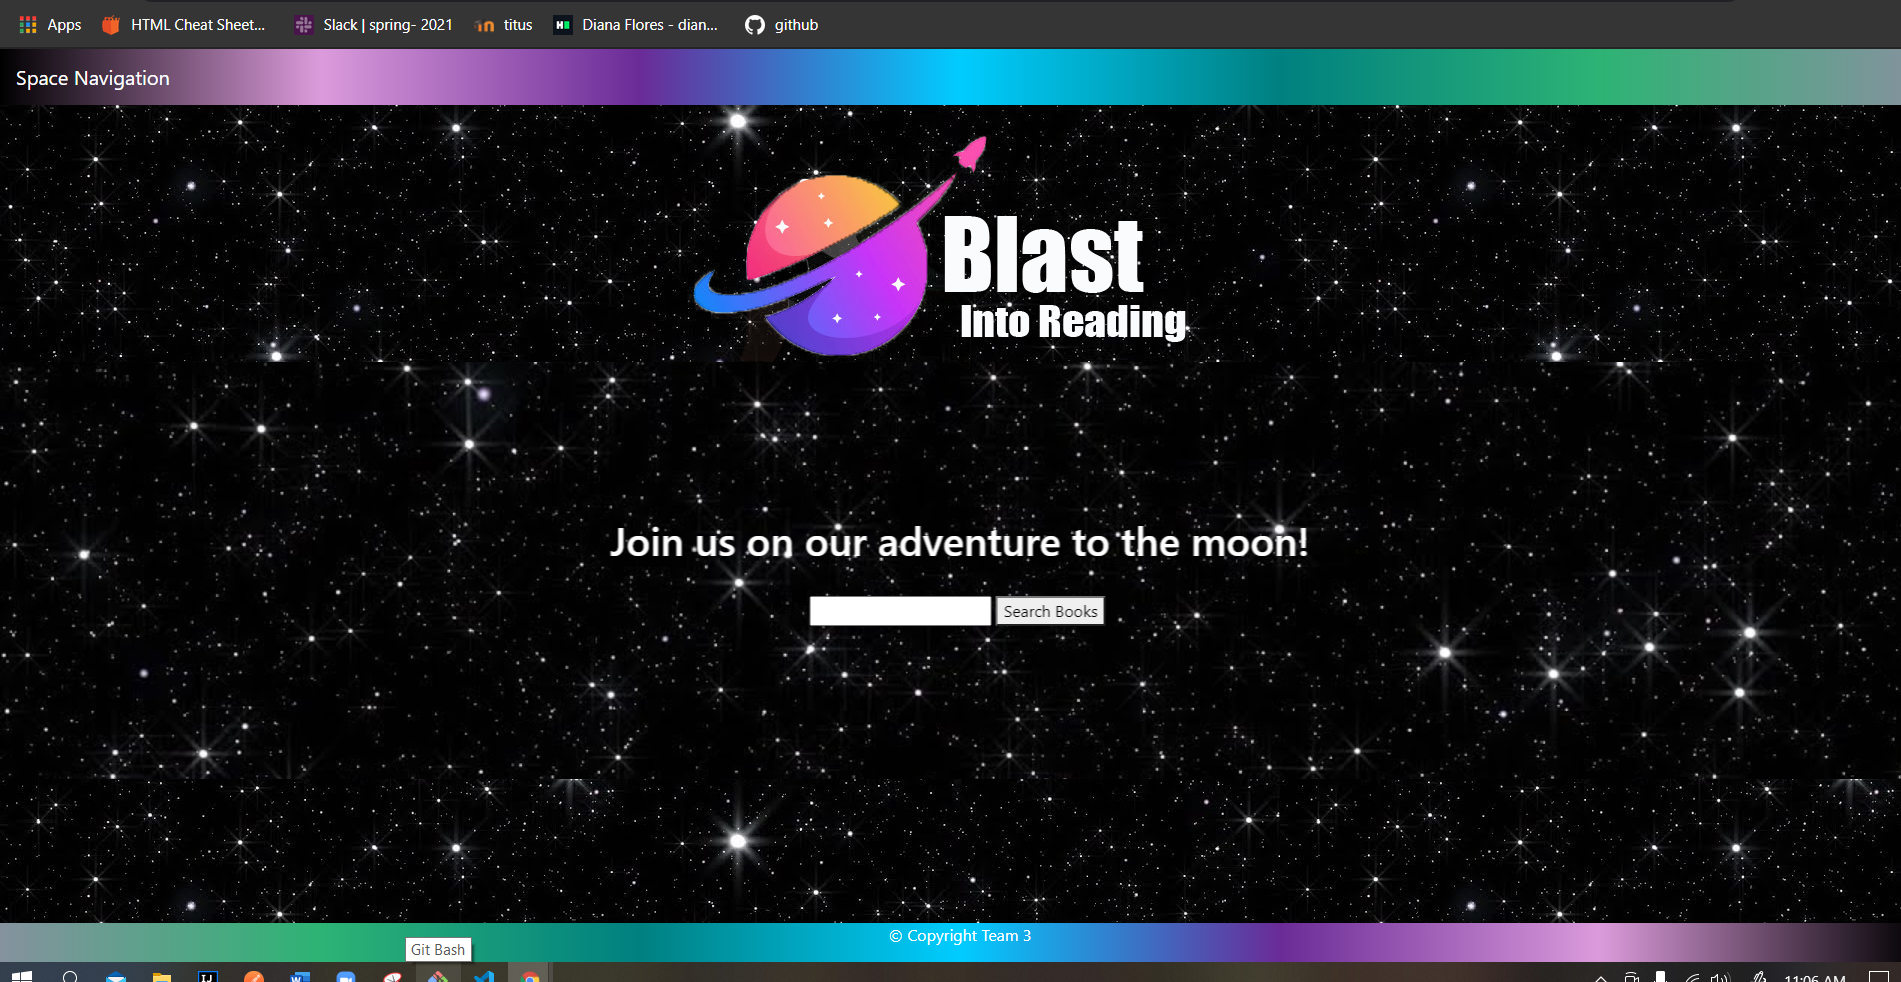 Apps HTML Cheat Sheet... Slack | spring- 2021 titus Diana Flores - dian... github
Space Navigation
Blast
Into Reading
Join us on our adventure to the moon!
Search Books
© Copyright Team 3
Git Bash
11:06 AM